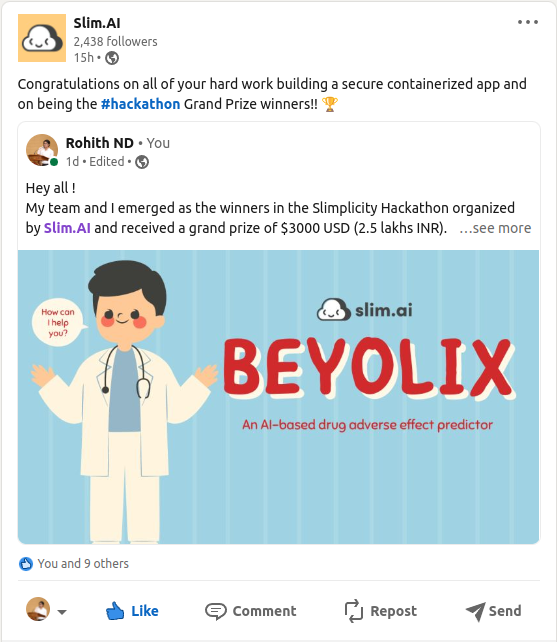 Slim.AI
2,438 followers
15h •
Congratulations on all of your hard work building a secure containerized app and
on being the #hackathon Grand Prize winners!! 🏆
Rohith ND • You
1d • Edited •
Hey all !
My team and I emerged as the winners in the Slimplicity Hackathon organized
by Slim.AI and received a grand prize of $3000 USD (2.5 lakhs INR). …see more
How can
I help
you?
slim.ai
BEYOLIX
An AI-based drug adverse effect predictor
You and 9 others
Like
Comment
Repost
Send